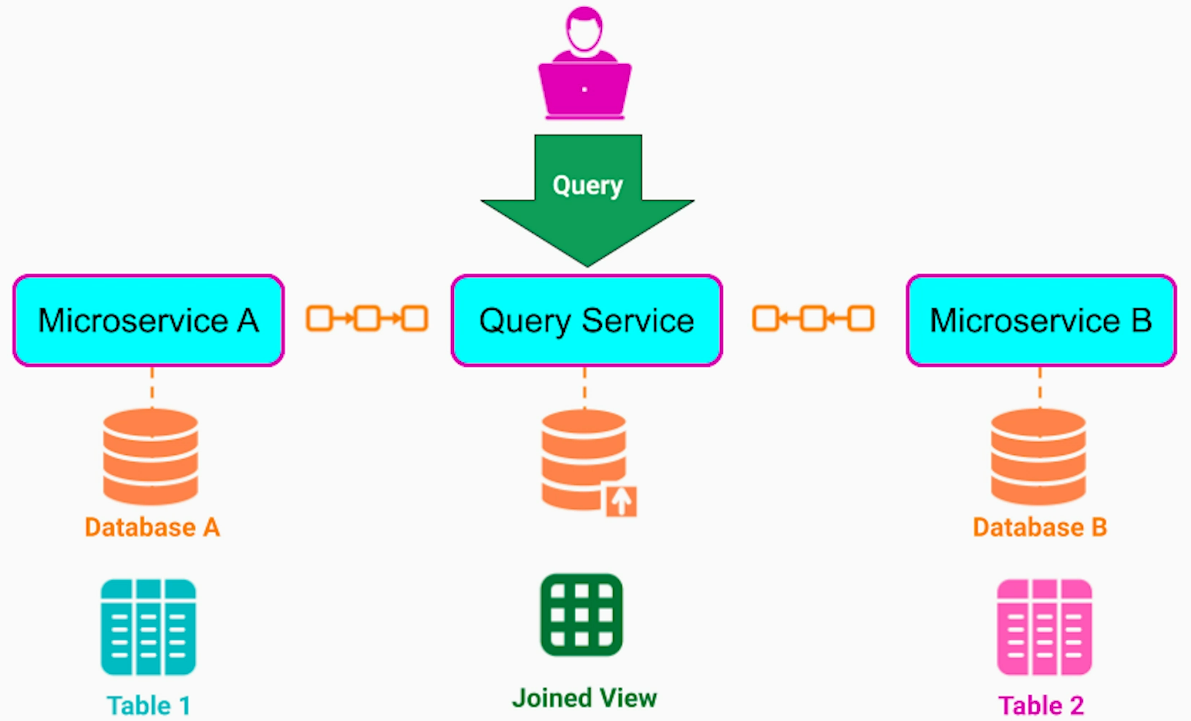 Query
Microservice A
Query Service
Microservice B
Database A
Database B
Table 1
Joined View
Table 2